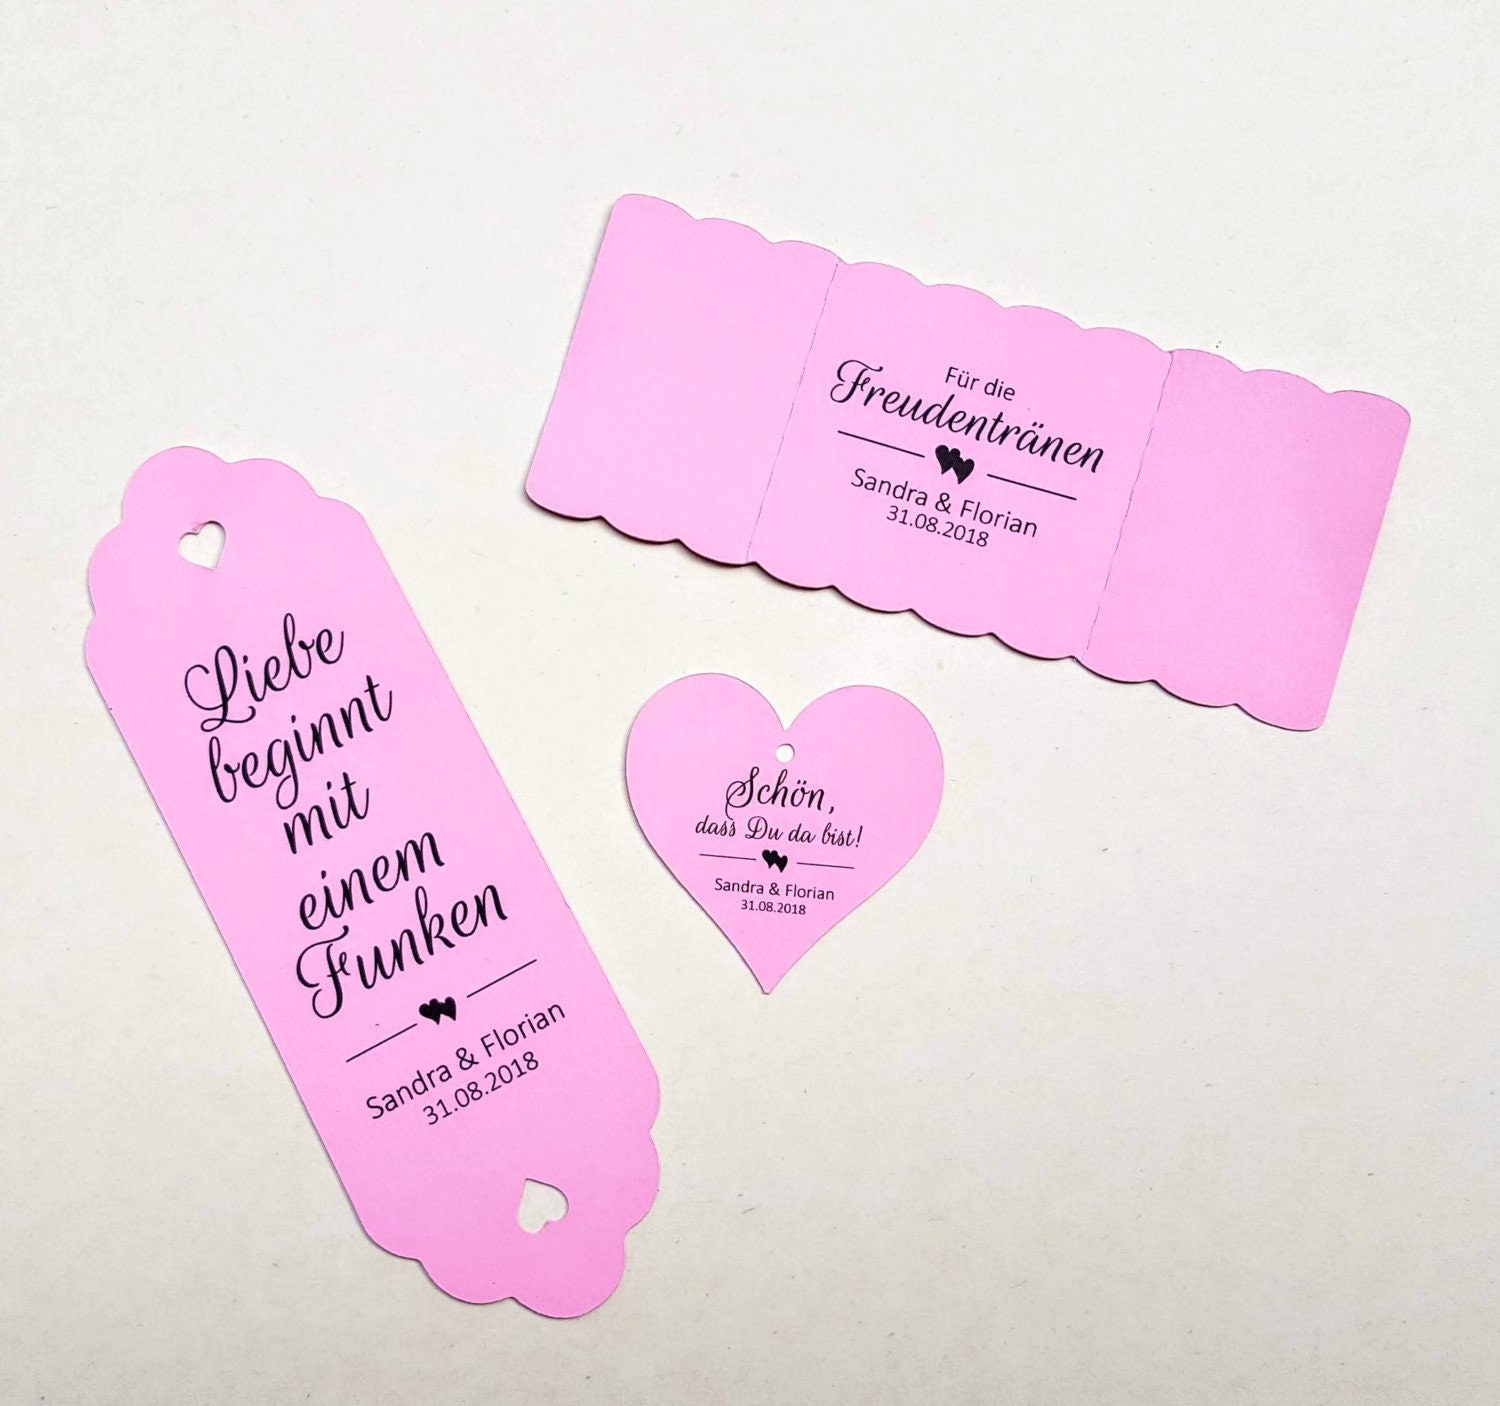 Für die
Freudentränen
Sandra & Florian
31.08.2018
Liebe
beginnt
mit
einem
Funken
Sandra & Florian
31.08.2018
Schön,
dass Du da bist!
Sandra & Florian
31.08.2018